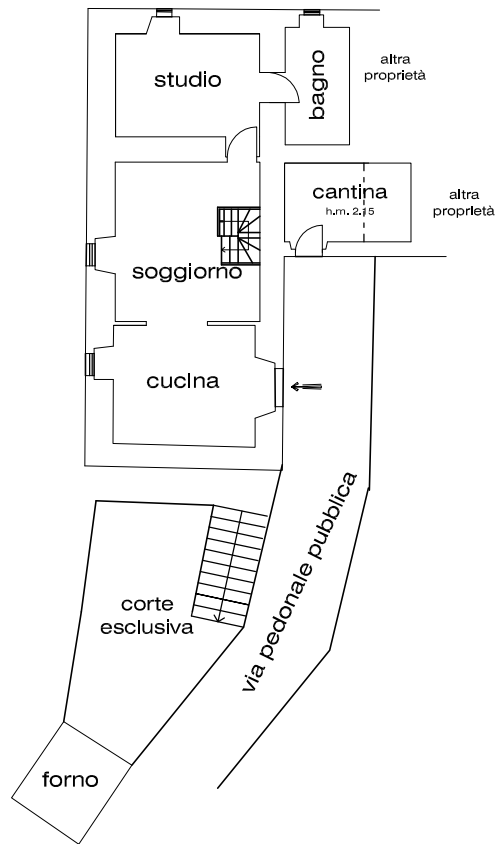 studio
bagno
altra
proprietà
cantina
h.m. 2.15
altra
proprietà
soggiorno
cucina
via pedonale pubblica
corte
esclusiva
forno